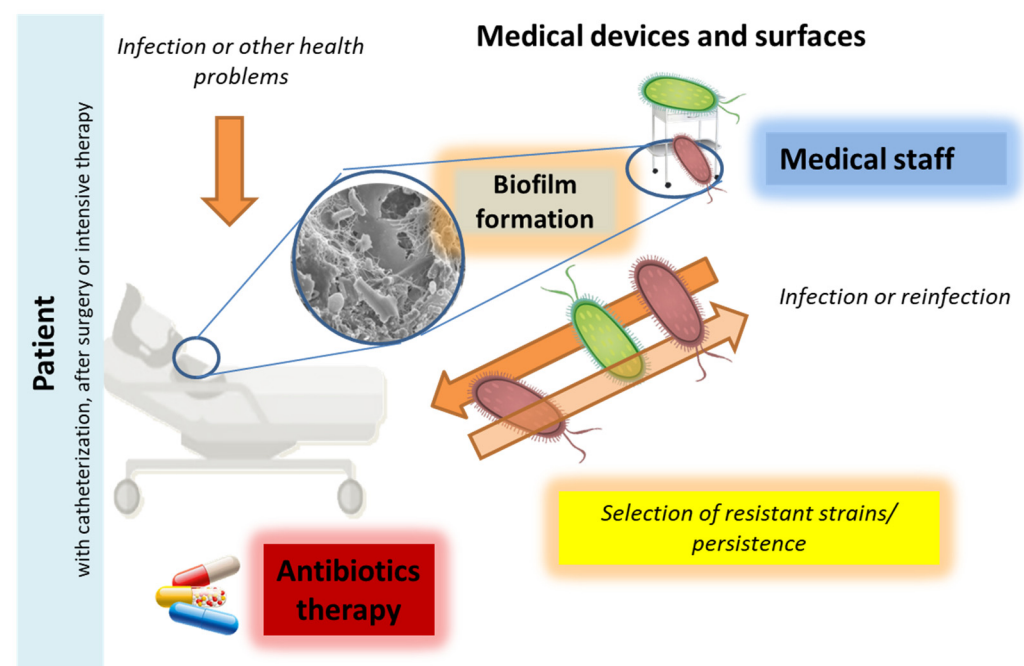 Infection or other health
problems
Medical devices and surfaces
Medical staff
Biofilm
formation
Infection or reinfection
Patient
with catheterization, after surgery or intensive therapy
Selection of resistant strains/
persistence
Antibiotics
therapy